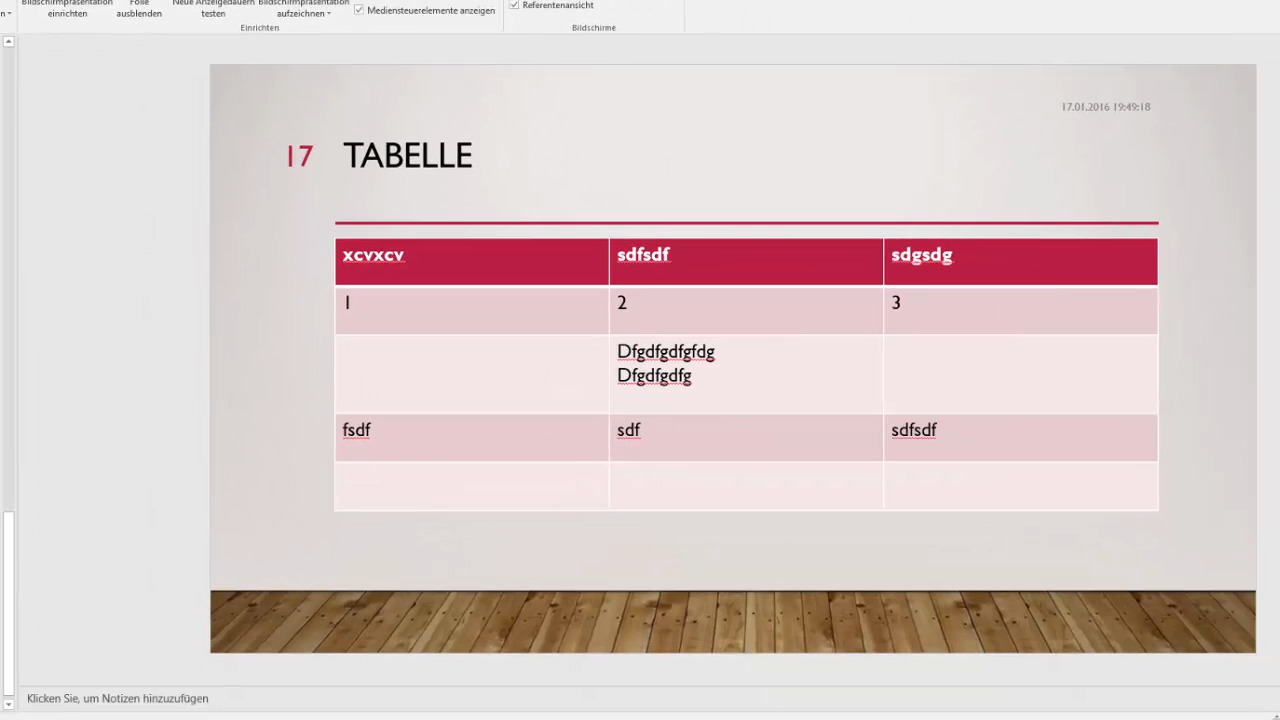 Bildschirmpräsentation einrichten
Folie ausblenden
Neue Anzeigedauern testen
Bildschirmpräsentation aufzeichnen
Mediensteuerelemente anzeigen
Referentenansicht
Einrichten
Bildschirme
17.01.2016 19:49:18
17 TABELLE
xcvxcv sdfsdf sdgsdg
1 2 3
Dfgdfgdfgfdg
Dfgdfgdfg
fsdf sdf sdfsdf
Klicken Sie, um Notizen hinzuzufügen